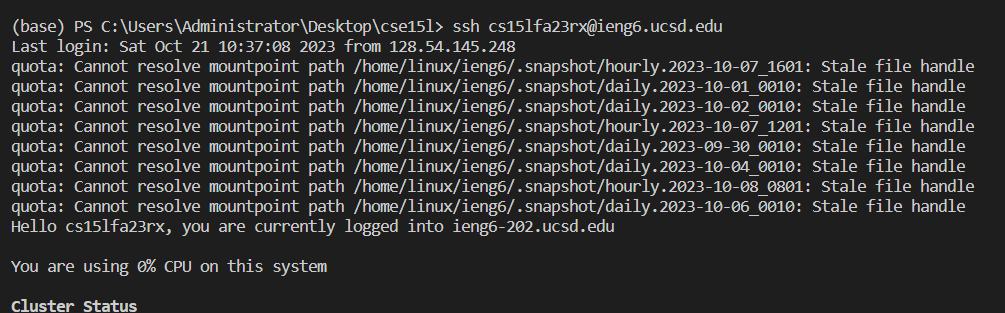 (base) PS C:\Users\Administrator\Desktop\cse15l> ssh cs15lfa23rx@ieng6.ucsd.edu
Last login: Sat Oct 21 10:37:08 2023 from 128.54.145.248
quota: Cannot resolve mountpoint path /home/linux/ieng6/.snapshot/hourly.2023-10-07_1601: Stale file handle
quota: Cannot resolve mountpoint path /home/linux/ieng6/.snapshot/daily.2023-10-01_0010: Stale file handle
quota: Cannot resolve mountpoint path /home/linux/ieng6/.snapshot/daily.2023-10-02_0010: Stale file handle
quota: Cannot resolve mountpoint path /home/linux/ieng6/.snapshot/hourly.2023-10-07_1201: Stale file handle
quota: Cannot resolve mountpoint path /home/linux/ieng6/.snapshot/daily.2023-09-30_0010: Stale file handle
quota: Cannot resolve mountpoint path /home/linux/ieng6/.snapshot/daily.2023-10-04_0010: Stale file handle
quota: Cannot resolve mountpoint path /home/linux/ieng6/.snapshot/hourly.2023-10-08_0801: Stale file handle
quota: Cannot resolve mountpoint path /home/linux/ieng6/.snapshot/daily.2023-10-06_0010: Stale file handle
Hello cs15lfa23rx, you are currently logged into ieng6-202.ucsd.edu
You are using 0% CPU on this system
Cluster Status